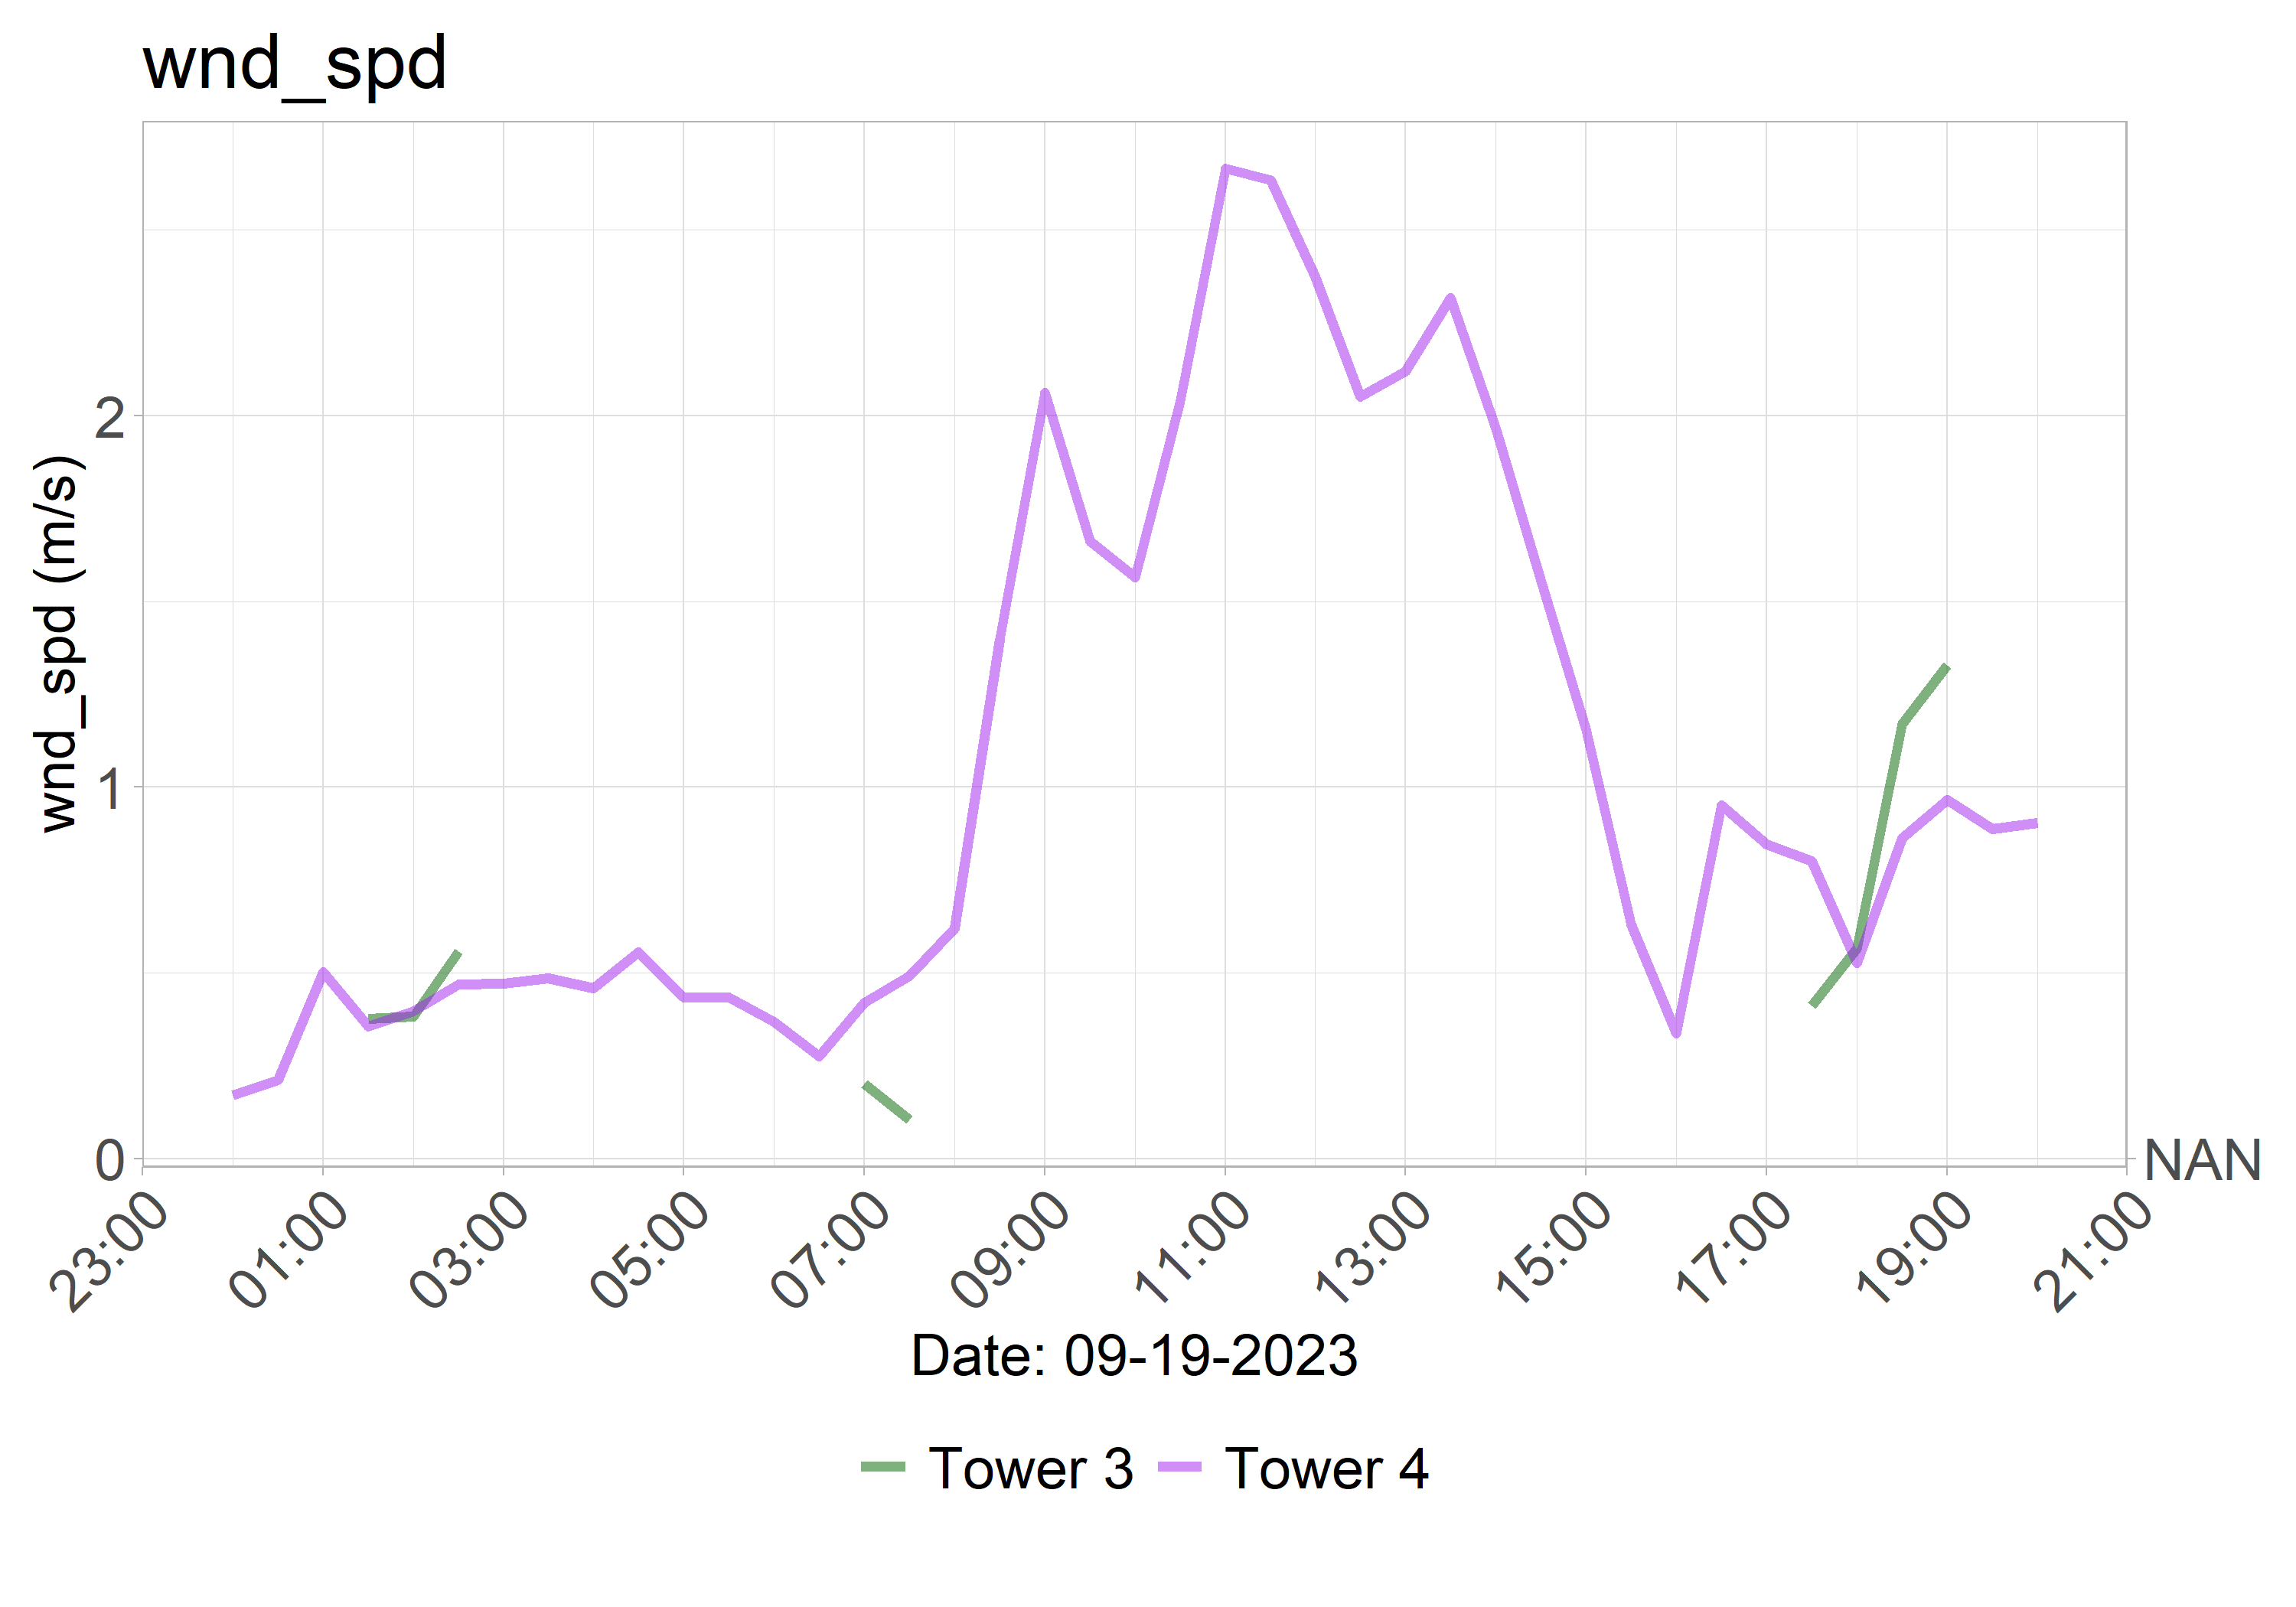 wnd_spd
wnd_spd (m/s)
2
1
0
NAN
23:00 01:00 03:00 05:00 07:00 09:00 11:00 13:00 15:00 17:00 19:00 21:00
Date: 09-19-2023
Tower 3 Tower 4